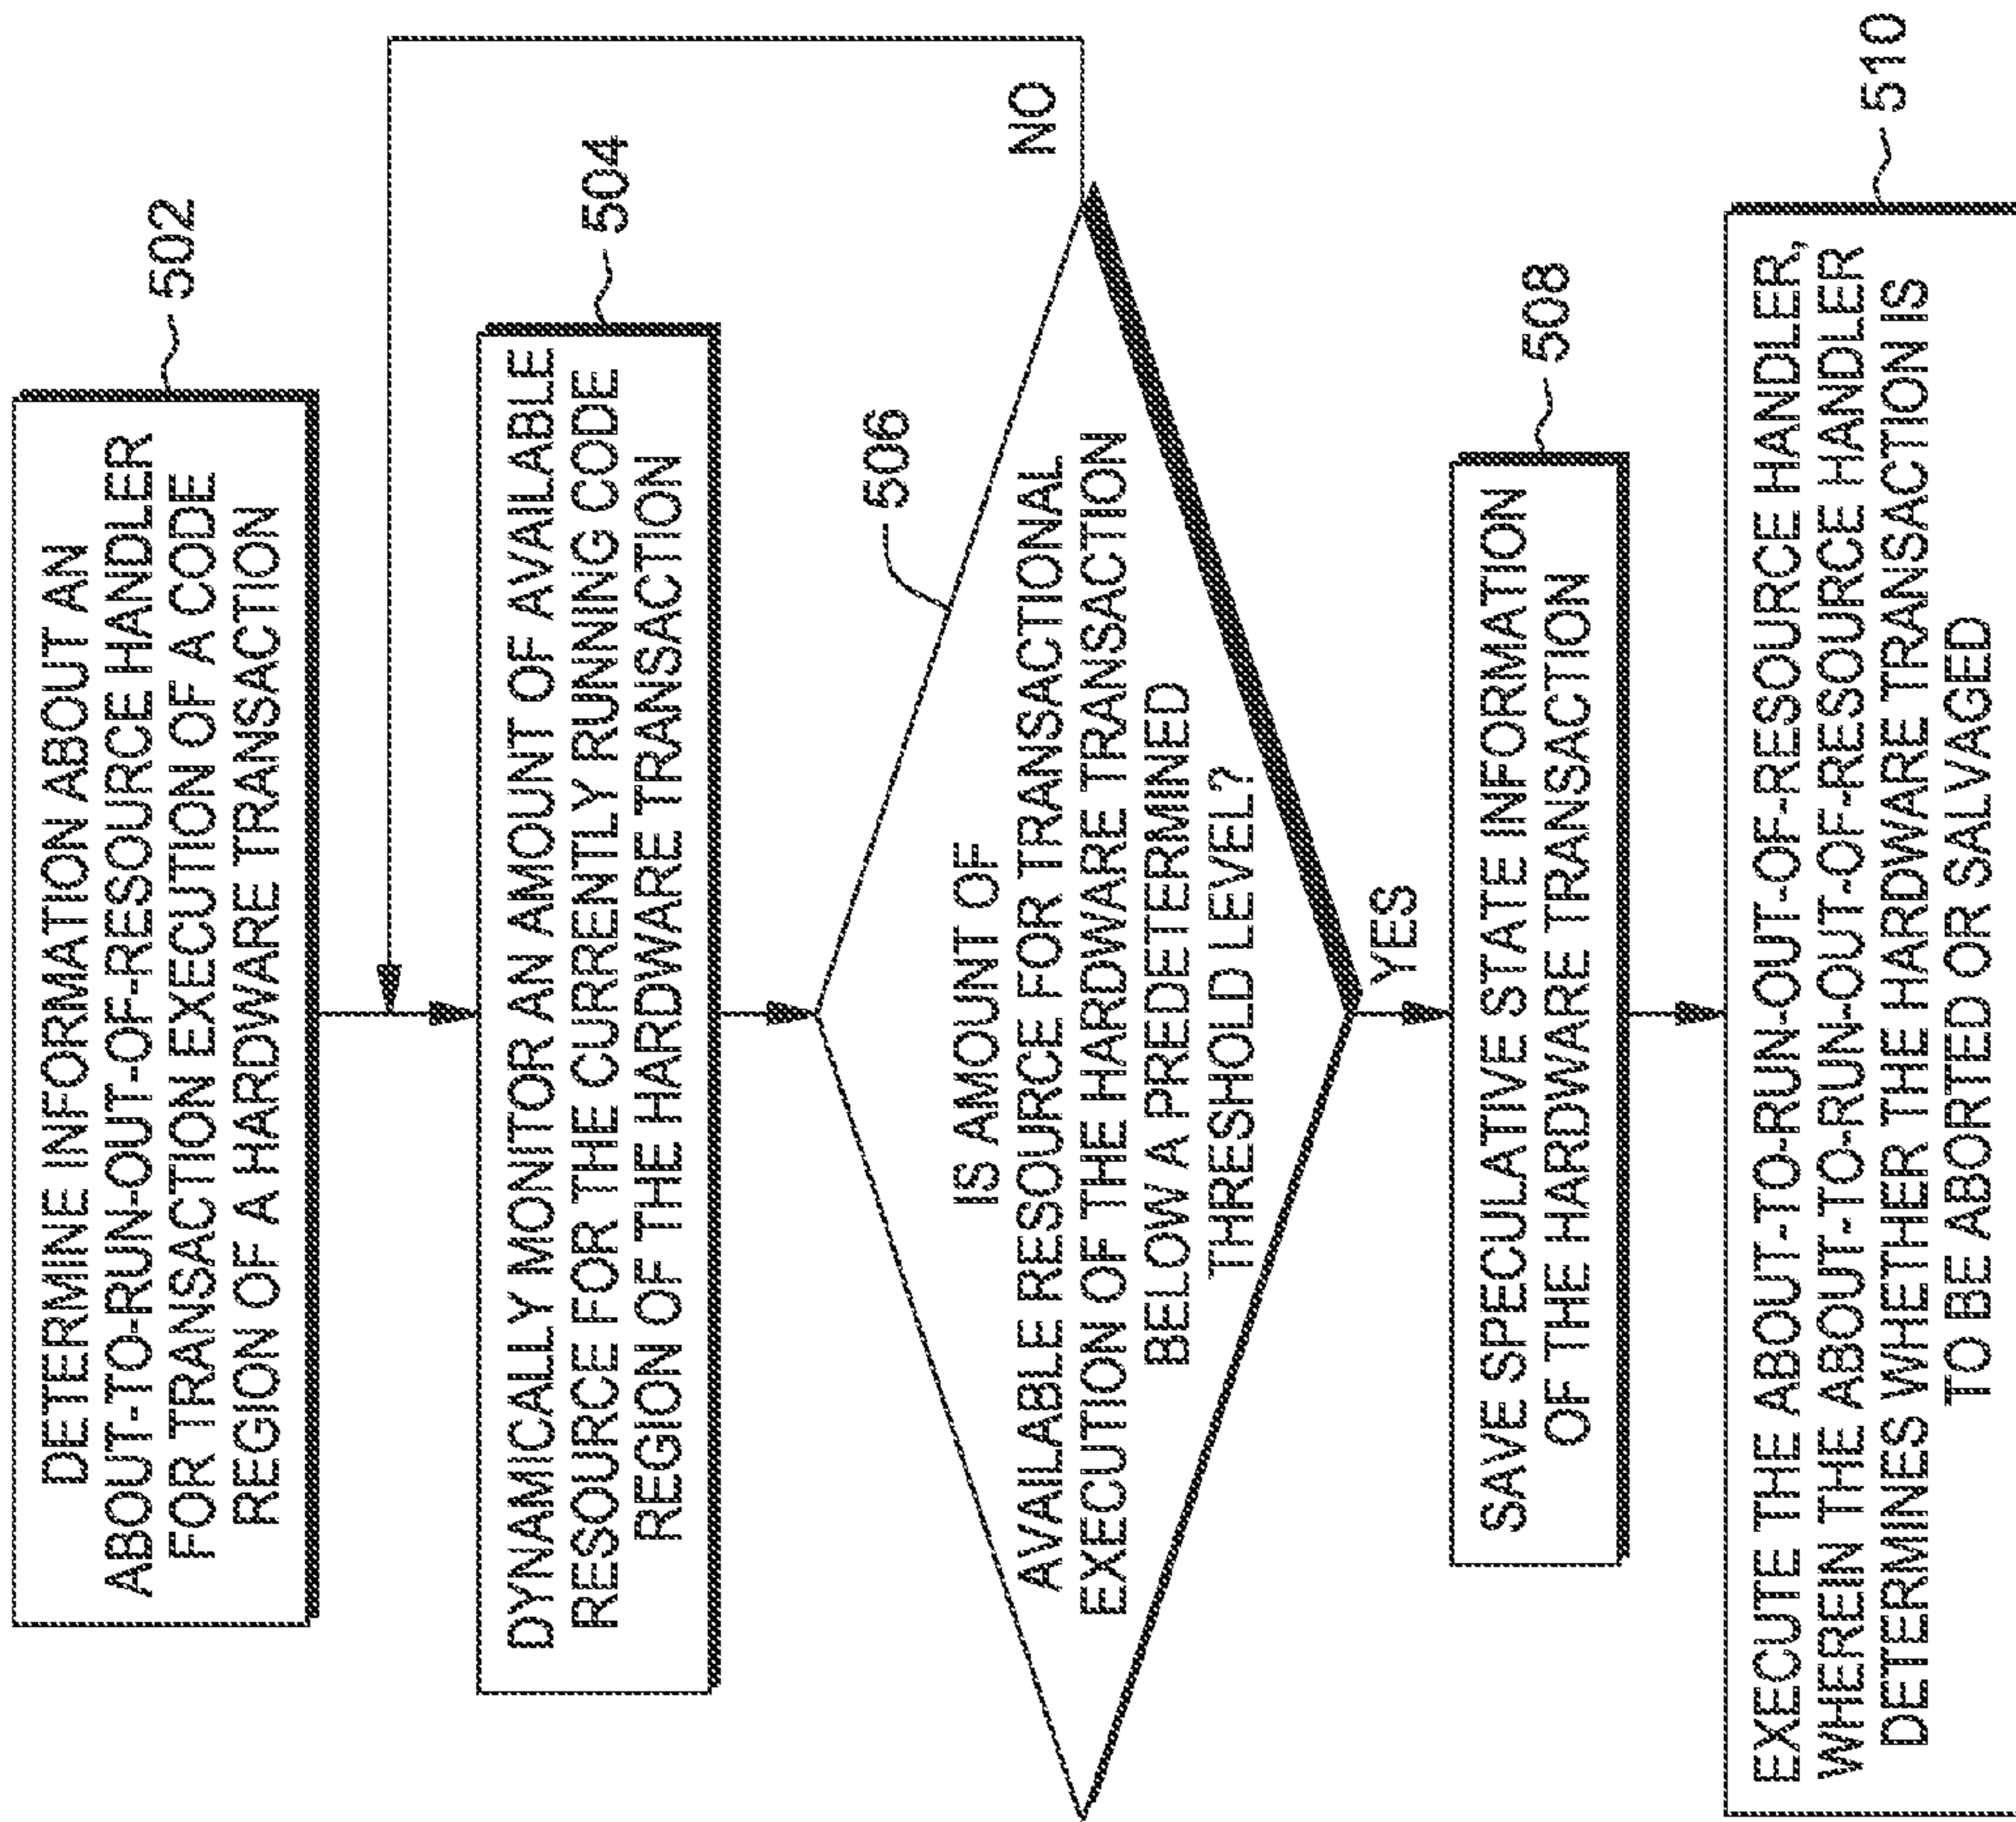 DETERMINE INFORMATION ABOUT AN
ABOUT-TO-RUN-OUT-OF-RESOURCE HANDLER
FOR TRANSACTION EXECUTION OF A CODE
REGION OF A HARDWARE TRANSACTION
502
DYNAMICALLY MONITOR AN AMOUNT OF AVAILABLE
RESOURCE FOR THE CURRENTLY RUNNING CODE
REGION OF THE HARDWARE TRANSACTION
504
506
IS AMOUNT OF
AVAILABLE RESOURCE FOR TRANSACTIONAL
EXECUTION OF THE HARDWARE TRANSACTION
BELOW A PREDETERMINED
THRESHOLD LEVEL?
NO
YES
SAVE SPECULATIVE STATE INFORMATION
OF THE HARDWARE TRANSACTION
508
EXECUTE THE ABOUT-TO-RUN-OUT-OF-RESOURCE HANDLER,
WHEREIN THE ABOUT-TO-RUN-OUT-OF-RESOURCE HANDLER
DETERMINES WHETHER THE HARDWARE TRANSACTION IS
TO BE ABORTED OR SALVAGED
510